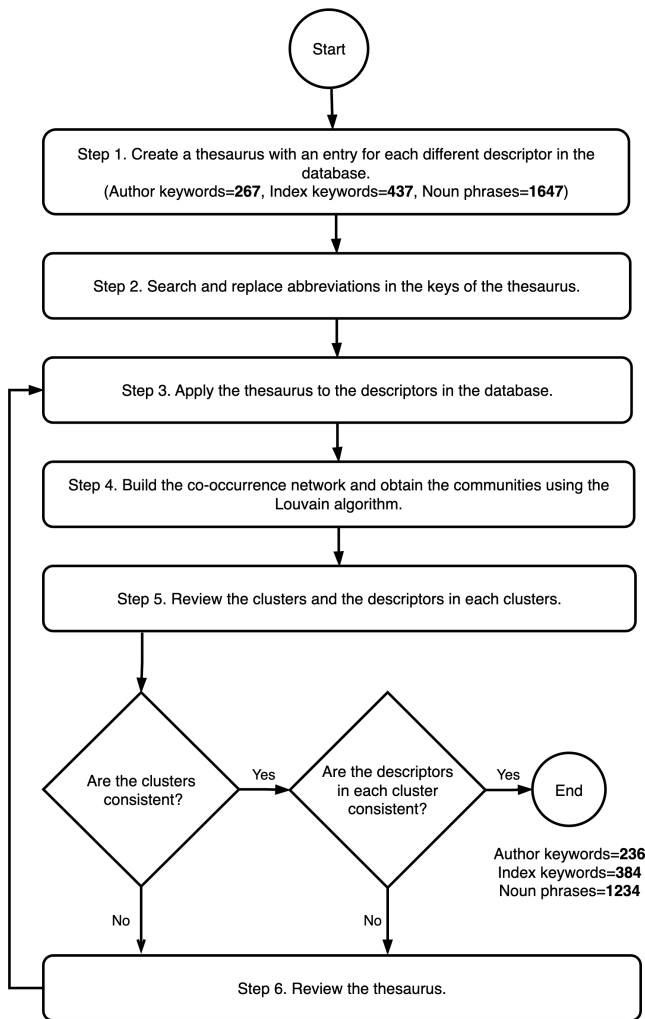 Start
Step 1. Create a thesaurus with an entry for each different descriptor in the
database.
(Author keywords=267, Index keywords=437, Noun phrases=1647)
Step 2. Search and replace abbreviations in the keys of the thesaurus.
Step 3. Apply the thesaurus to the descriptors in the database.
Step 4. Build the co-occurrence network and obtain the communities using the
Louvain algorithm.
Step 5. Review the clusters and the descriptors in each clusters.
Are the clusters
consistent?
Yes
Are the descriptors
in each cluster
consistent?
Yes
End
Author keywords=236
Index keywords=384
Noun phrases=1234
No
No
Step 6. Review the thesaurus.